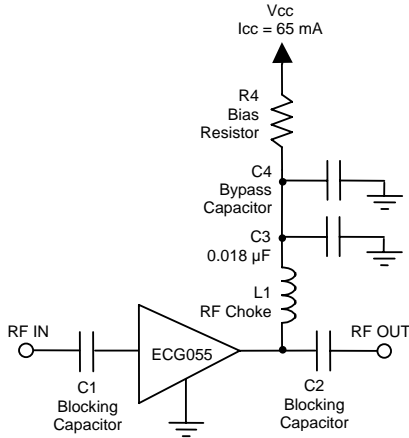 Vcc
Icc = 65 mA
R4
Bias
Resistor
C4
Bypass
Capacitor
C3
0.018 µF
L1
RF Choke
RF IN
ECG055
RF OUT
C1
Blocking
Capacitor
C2
Blocking
Capacitor